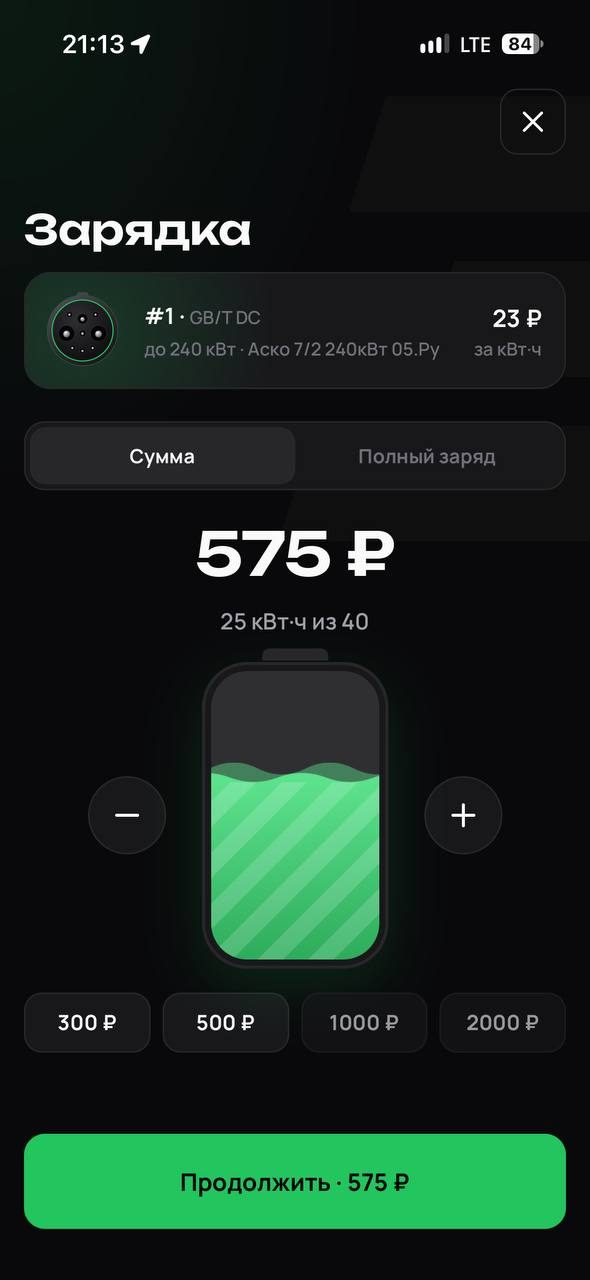 21:13
LTE 84
Зарядка
#1 · GB/T DC
23 ₽
до 240 кВт · Аско 7/2 240кВт 05.Ру
за кВт·ч
Сумма
Полный заряд
575 ₽
25 кВт·ч из 40
300 ₽
500 ₽
1000 ₽
2000 ₽
Продолжить · 575 ₽